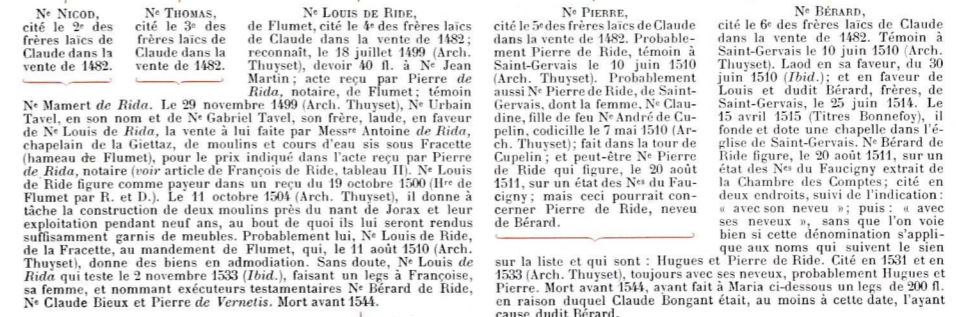 Nᵉ NICOD,
cité le 2ᵉ des
frères laïcs de
Claude dans la
vente de 1482.
Nᵉ THOMAS,
cité le 3ᵉ des
frères laïcs de
Claude dans la
vente de 1482.
Nᵉ LOUIS DE RIDE,
de Flumet, cité le 4ᵉ des frères laïcs
de Claude dans la vente de 1482;
reconnaît, le 18 juillet 1499 (Arch.
Thuyset), devoir 40 fl. à Nᵉ Jean
Martin; acte reçu par Pierre de
Rida, notaire, de Flumet; témoin
Nᵉ Mamert de Rida. Le 29 novembre 1499 (Arch. Thuyset), Nᵉ Urbain
Tavel, en son nom et de Nᵉ Gabriel Tavel, son frère, laude, en faveur
de Nᵉ Louis de Rida, la vente à lui faite par Messʳᵉ Antoine de Rida,
chapelain de la Giettaz, de moulins et cours d'eau sis sous Fracette
(hameau de Flumet), pour le prix indiqué dans l'acte reçu par Pierre
de Rida, notaire (voir article de François de Ride, tableau II). Nᵉ Louis
de Ride figure comme payeur dans un reçu du 19 octobre 1500 (Hʳᵉ de
Flumet par R. et D.). Le 11 octobre 1504 (Arch. Thuyset), il donne à
tâche la construction de deux moulins près du nant de Jorax et leur
exploitation pendant neuf ans, au bout de quoi ils lui seront rendus
suffisamment garnis de meubles. Probablement lui, Nᵉ Louis de Ride,
de la Fracette, au mandement de Flumet, qui, le 11 août 1510 (Arch.
Thuyset), donne des biens en admodiation. Sans doute, Nᵉ Louis de
Rida qui teste le 2 novembre 1533 (Ibid.), faisant un legs à Françoise,
sa femme, et nommant exécuteurs testamentaires Nᵉ Bérard de Ride,
Nᵉ Claude Bieux et Pierre de Vernetis. Mort avant 1544.
Nᵉ PIERRE,
cité le 5ᵉ des frères laïcs de Claude
dans la vente de 1482. Probable-
ment Pierre de Ride, témoin à
Saint-Gervais le 10 juin 1510
(Arch. Thuyset). Probablement
aussi Nᵉ Pierre de Ride, de Saint-
Gervais, dont la femme, Nᵉ Clau-
dine, fille de feu Nᵉ André de Cu-
pelin, codicille le 7 mai 1510 (Ar-
ch. Thuyset); fait dans la tour de
Cupelin; et peut-être Nᵉ Pierre
de Ride qui figure, le 20 août
1511, sur un état des Nᵉˢ du Fau-
cigny; mais ceci pourrait con-
cerner Pierre de Ride, neveu
de Bérard.
Nᵉ BÉRARD,
cité le 6ᵉ des frères laïcs de Claude
dans la vente de 1482. Témoin à
Saint-Gervais le 10 juin 1510 (Arch.
Thuyset). Laod en sa faveur, du 30
juin 1510 (Ibid.); et en faveur de
Louis et dudit Bérard, frères, de
Saint-Gervais, le 25 juin 1514. Le
15 avril 1515 (Titres Bonnefoy), il
fonde et dote une chapelle dans l'é-
glise de Saint-Gervais. Nᵉ Bérard de
Ride figure, le 20 août 1511, sur un
état des Nᵉˢ du Faucigny extrait de
la Chambre des Comptes; cité en
deux endroits, suivi de l'indication:
« avec son neveu »; puis: « avec
ses neveux », sans que l'on voie
bien si cette dénomination s'appli-
que aux noms qui suivent le sien
sur la liste et qui sont : Hugues et Pierre de Ride. Cité en 1531 et en
1533 (Arch. Thuyset), toujours avec ses neveux, probablement Hugues et
Pierre. Mort avant 1544, ayant fait à Maria ci-dessous un legs de 200 fl.
en raison duquel Claude Bongant était, au moins à cette date, l'ayant
cause dudit Bérard.